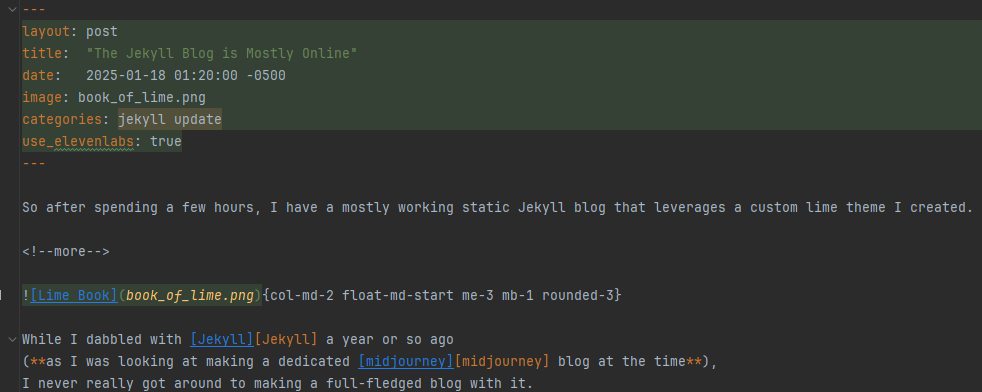 ---
layout: post
title:  "The Jekyll Blog is Mostly Online"
date:   2025-01-18 01:20:00 -0500
image: book_of_lime.png
categories: jekyll update
use_elevenlabs: true
---
So after spending a few hours, I have a mostly working static Jekyll blog that leverages a custom lime theme I created.
<!--more-->
![Lime Book](book_of_lime.png){col-md-2 float-md-start me-3 mb-1 rounded-3}
While I dabbled with [Jekyll][Jekyll] a year or so ago
(**as I was looking at making a dedicated [midjourney][midjourney] blog at the time**),
I never really got around to making a full-fledged blog with it.